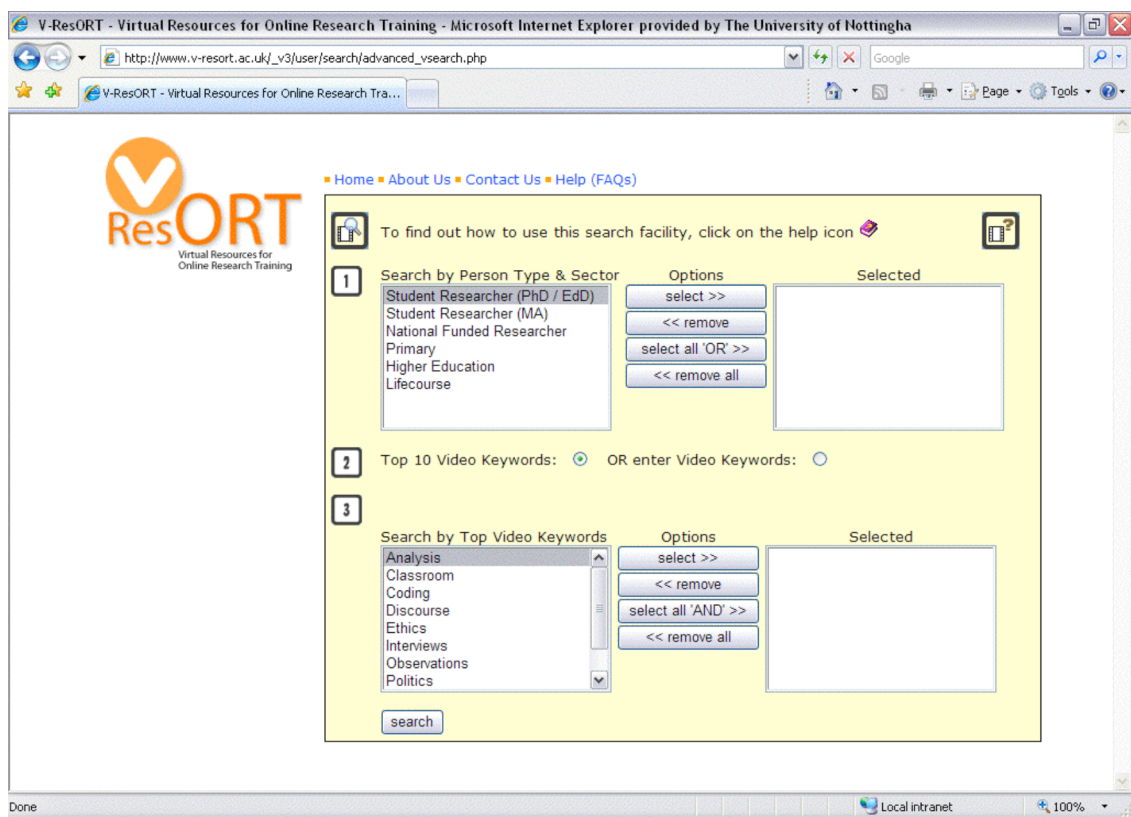 V-ResORT - Virtual Resources for Online Research Training - Microsoft Internet Explorer provided by The University of Nottingha
http://www.v-resort.ac.uk/_v3/user/search/advanced_vsearch.php
Google
V-ResORT - Virtual Resources for Online Research Tra...
Page
Tools
V
ResORT
Virtual Resources for
Online Research Training
Home About Us Contact Us Help (FAQs)
To find out how to use this search facility, click on the help icon
?
1
Search by Person Type & Sector Options Selected
Student Researcher (PhD / EdD)
Student Researcher (MA)
National Funded Researcher
Primary
Higher Education
Lifecourse
select >>
<< remove
select all 'OR' >>
<< remove all
2
Top 10 Video Keywords: OR enter Video Keywords:
3
Search by Top Video Keywords Options Selected
Analysis
Classroom
Coding
Discourse
Ethics
Interviews
Observations
Politics
select >>
<< remove
select all 'AND' >>
<< remove all
search
Done
Local intranet
100%